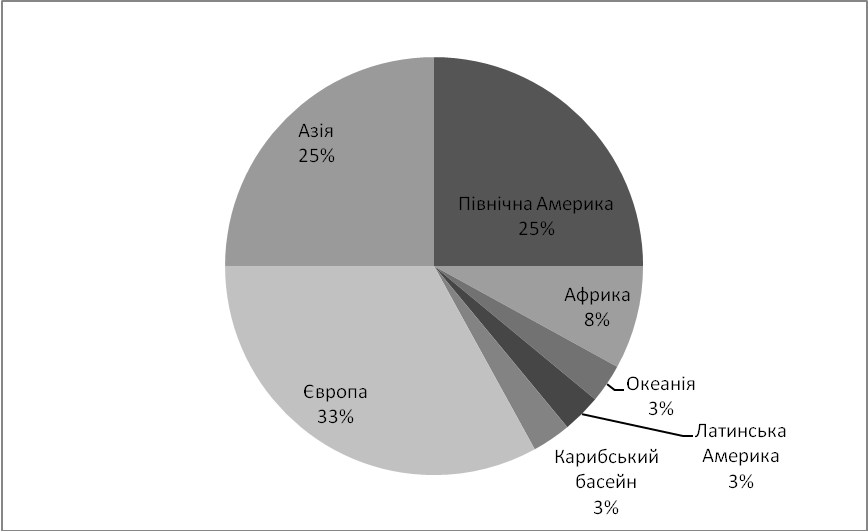 Азія
25%
Північна Америка
25%
Африка
8%
Океанія
3%
Латинська
Америка
3%
Карибський
басейн
3%
Європа
33%